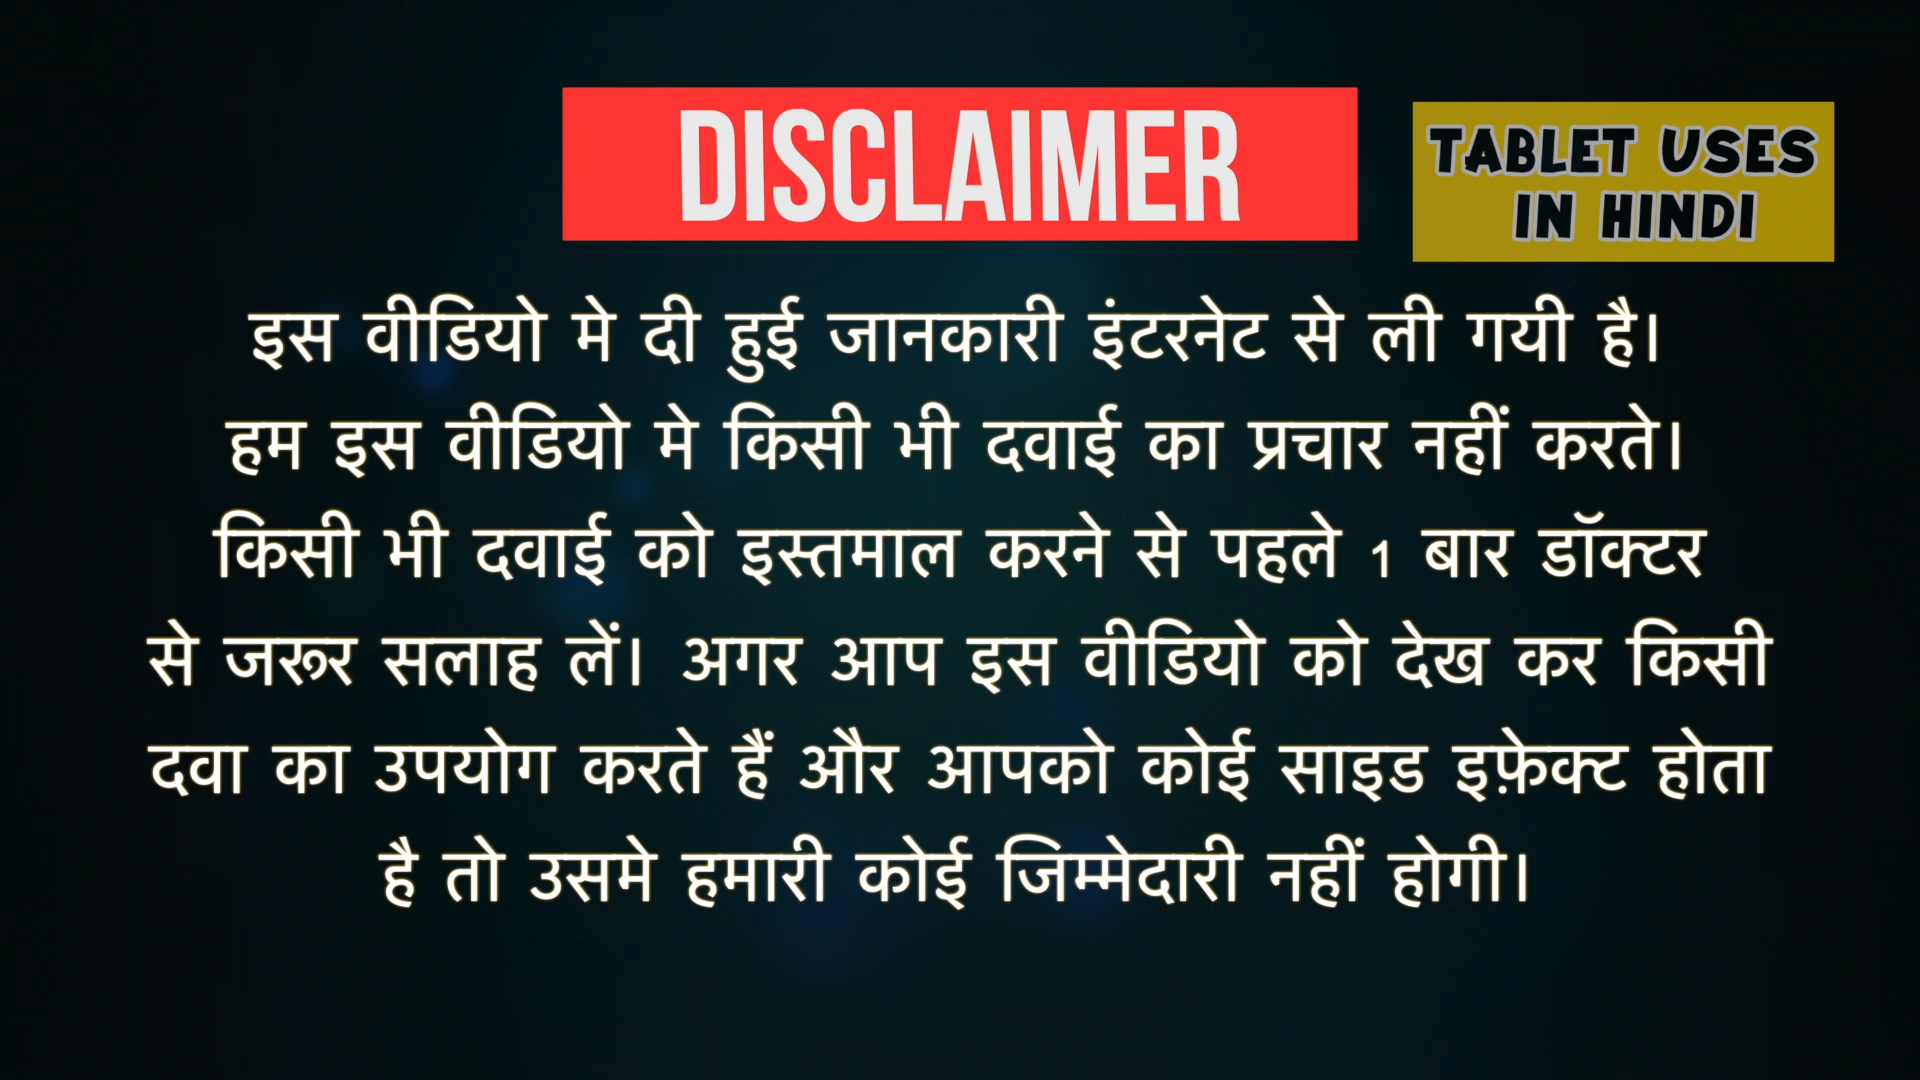 DISCLAIMER
TABLET USES
IN HINDI
इस वीडियो मे दी हुई जानकारी इंटरनेट से ली गयी है।
हम इस वीडियो मे किसी भी दवाई का प्रचार नहीं करते।
किसी भी दवाई को इस्तमाल करने से पहले 1 बार डॉक्टर
से जरूर सलाह लें। अगर आप इस वीडियो को देख कर किसी
दवा का उपयोग करते हैं और आपको कोई साइड इफ़ेक्ट होता
है तो उसमे हमारी कोई जिम्मेदारी नहीं होगी।